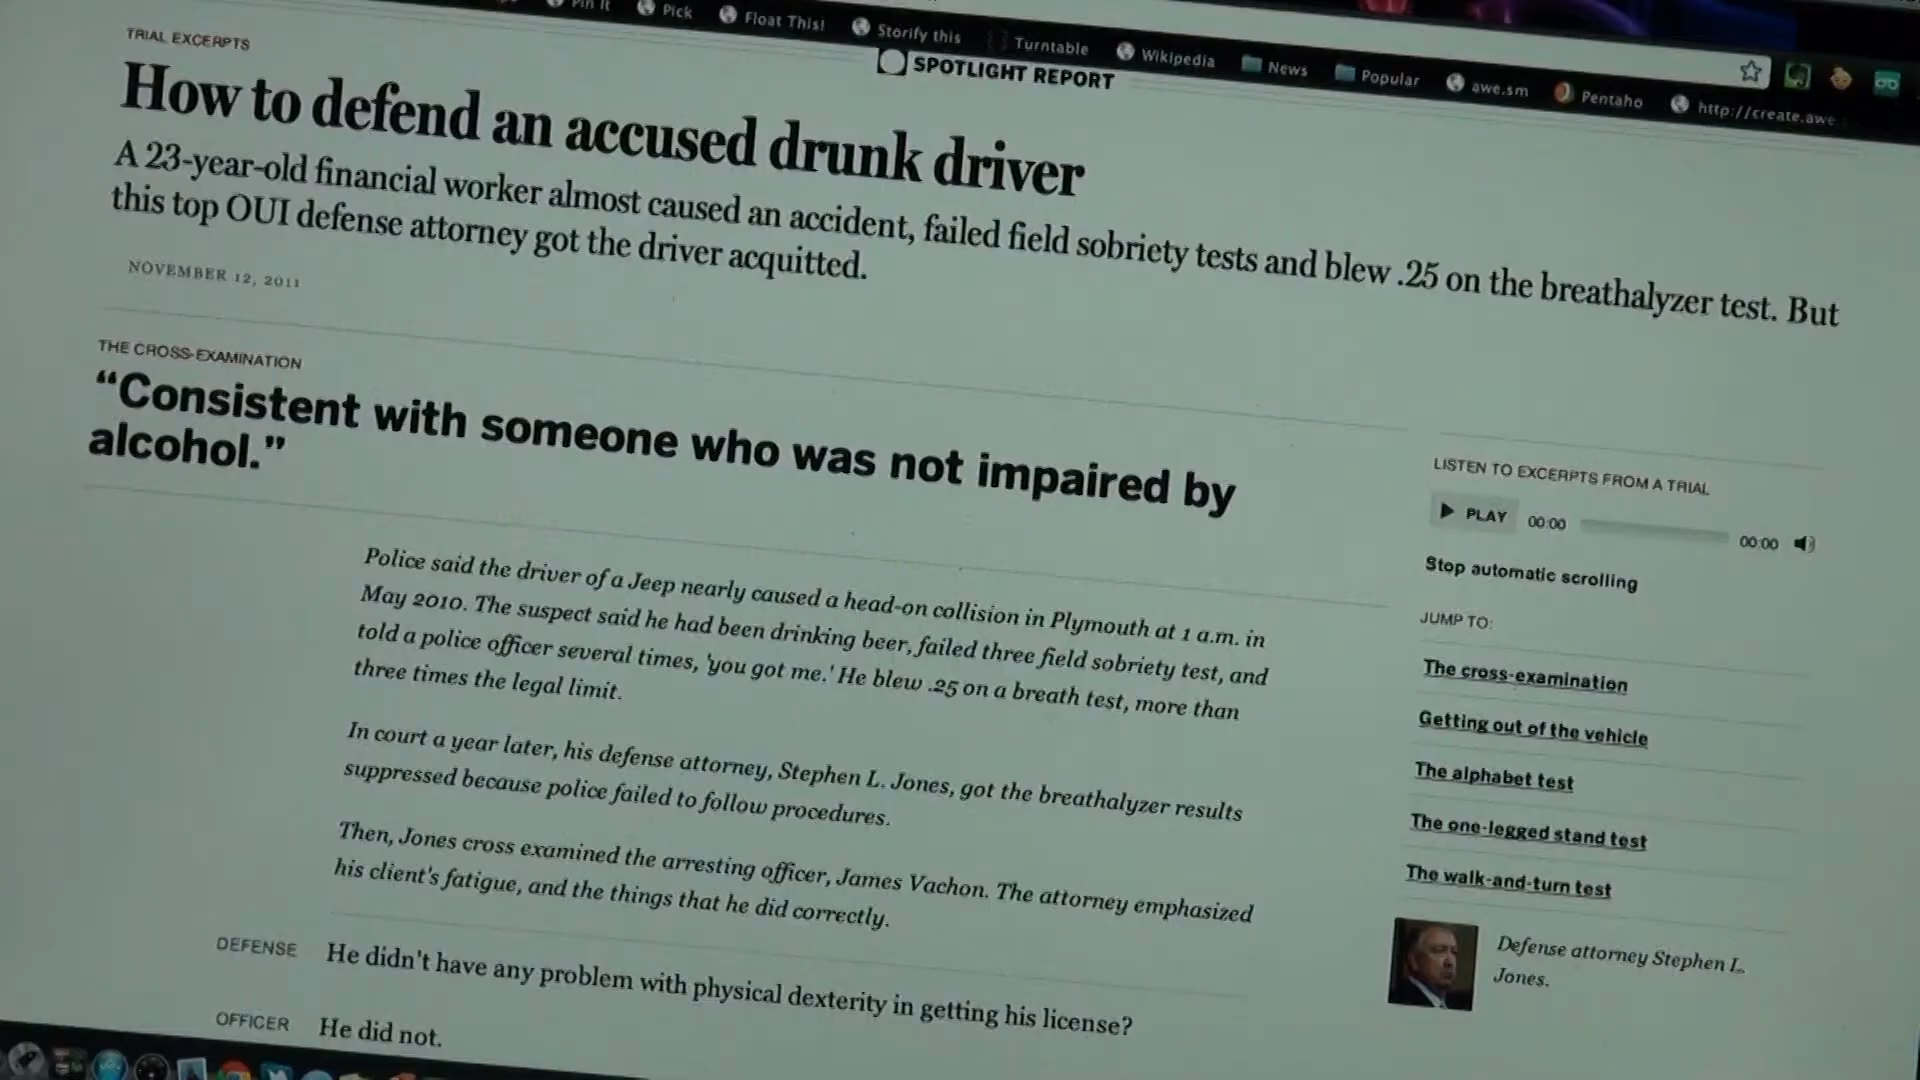 Pin It
Pick
Float This!
Storify this
Turntable
Wikipedia
News
Popular
awe.sm
Pentaho
http://create.awe
TRIAL EXCERPTS
SPOTLIGHT REPORT
How to defend an accused drunk driver
A 23-year-old financial worker almost caused an accident, failed field sobriety tests and blew .25 on the breathalyzer test. But
this top OUI defense attorney got the driver acquitted.
NOVEMBER 12, 2011
THE CROSS-EXAMINATION
“Consistent with someone who was not impaired by
alcohol.”
Police said the driver of a Jeep nearly caused a head-on collision in Plymouth at 1 a.m. in
May 2010. The suspect said he had been drinking beer, failed three field sobriety test, and
told a police officer several times, 'you got me.' He blew .25 on a breath test, more than
three times the legal limit.
In court a year later, his defense attorney, Stephen L. Jones, got the breathalyzer results
suppressed because police failed to follow procedures.
Then, Jones cross examined the arresting officer, James Vachon. The attorney emphasized
his client's fatigue, and the things that he did correctly.
DEFENSE He didn't have any problem with physical dexterity in getting his license?
OFFICER He did not.
LISTEN TO EXCERPTS FROM A TRIAL
PLAY 00:00 00:00
Stop automatic scrolling
JUMP TO:
The cross-examination
Getting out of the vehicle
The alphabet test
The one-legged stand test
The walk-and-turn test
Defense attorney Stephen L.
Jones.